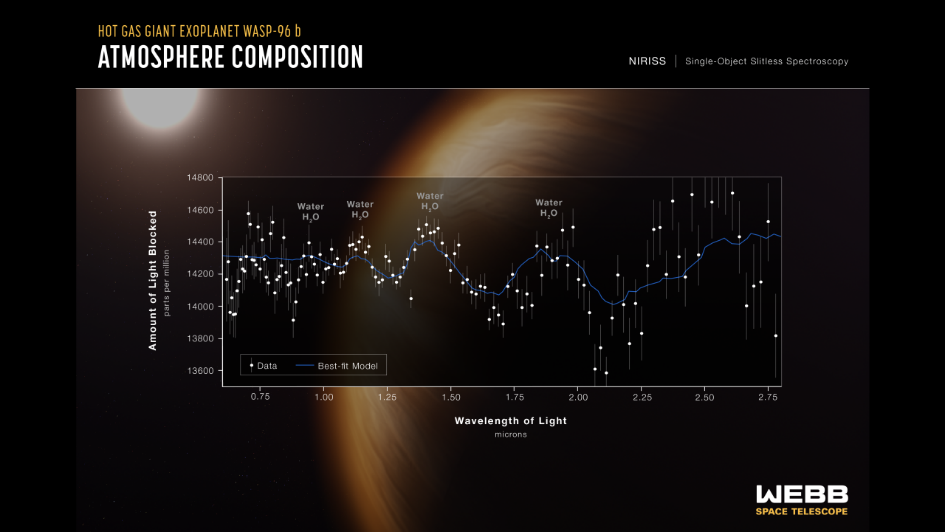 HOT GAS GIANT EXOPLANET WASP-96 b
ATMOSPHERE COMPOSITION
NIRISS | Single-Object Slitless Spectroscopy
Amount of Light Blocked
parts per million
14800
14600
14400
14200
14000
13800
13600
Water
H₂O
Water
H₂O
Water
H₂O
Water
H₂O
Data
Best-fit Model
0.75 1.00 1.25 1.50 1.75 2.00 2.25 2.50 2.75
Wavelength of Light
microns
WEBB
SPACE TELESCOPE